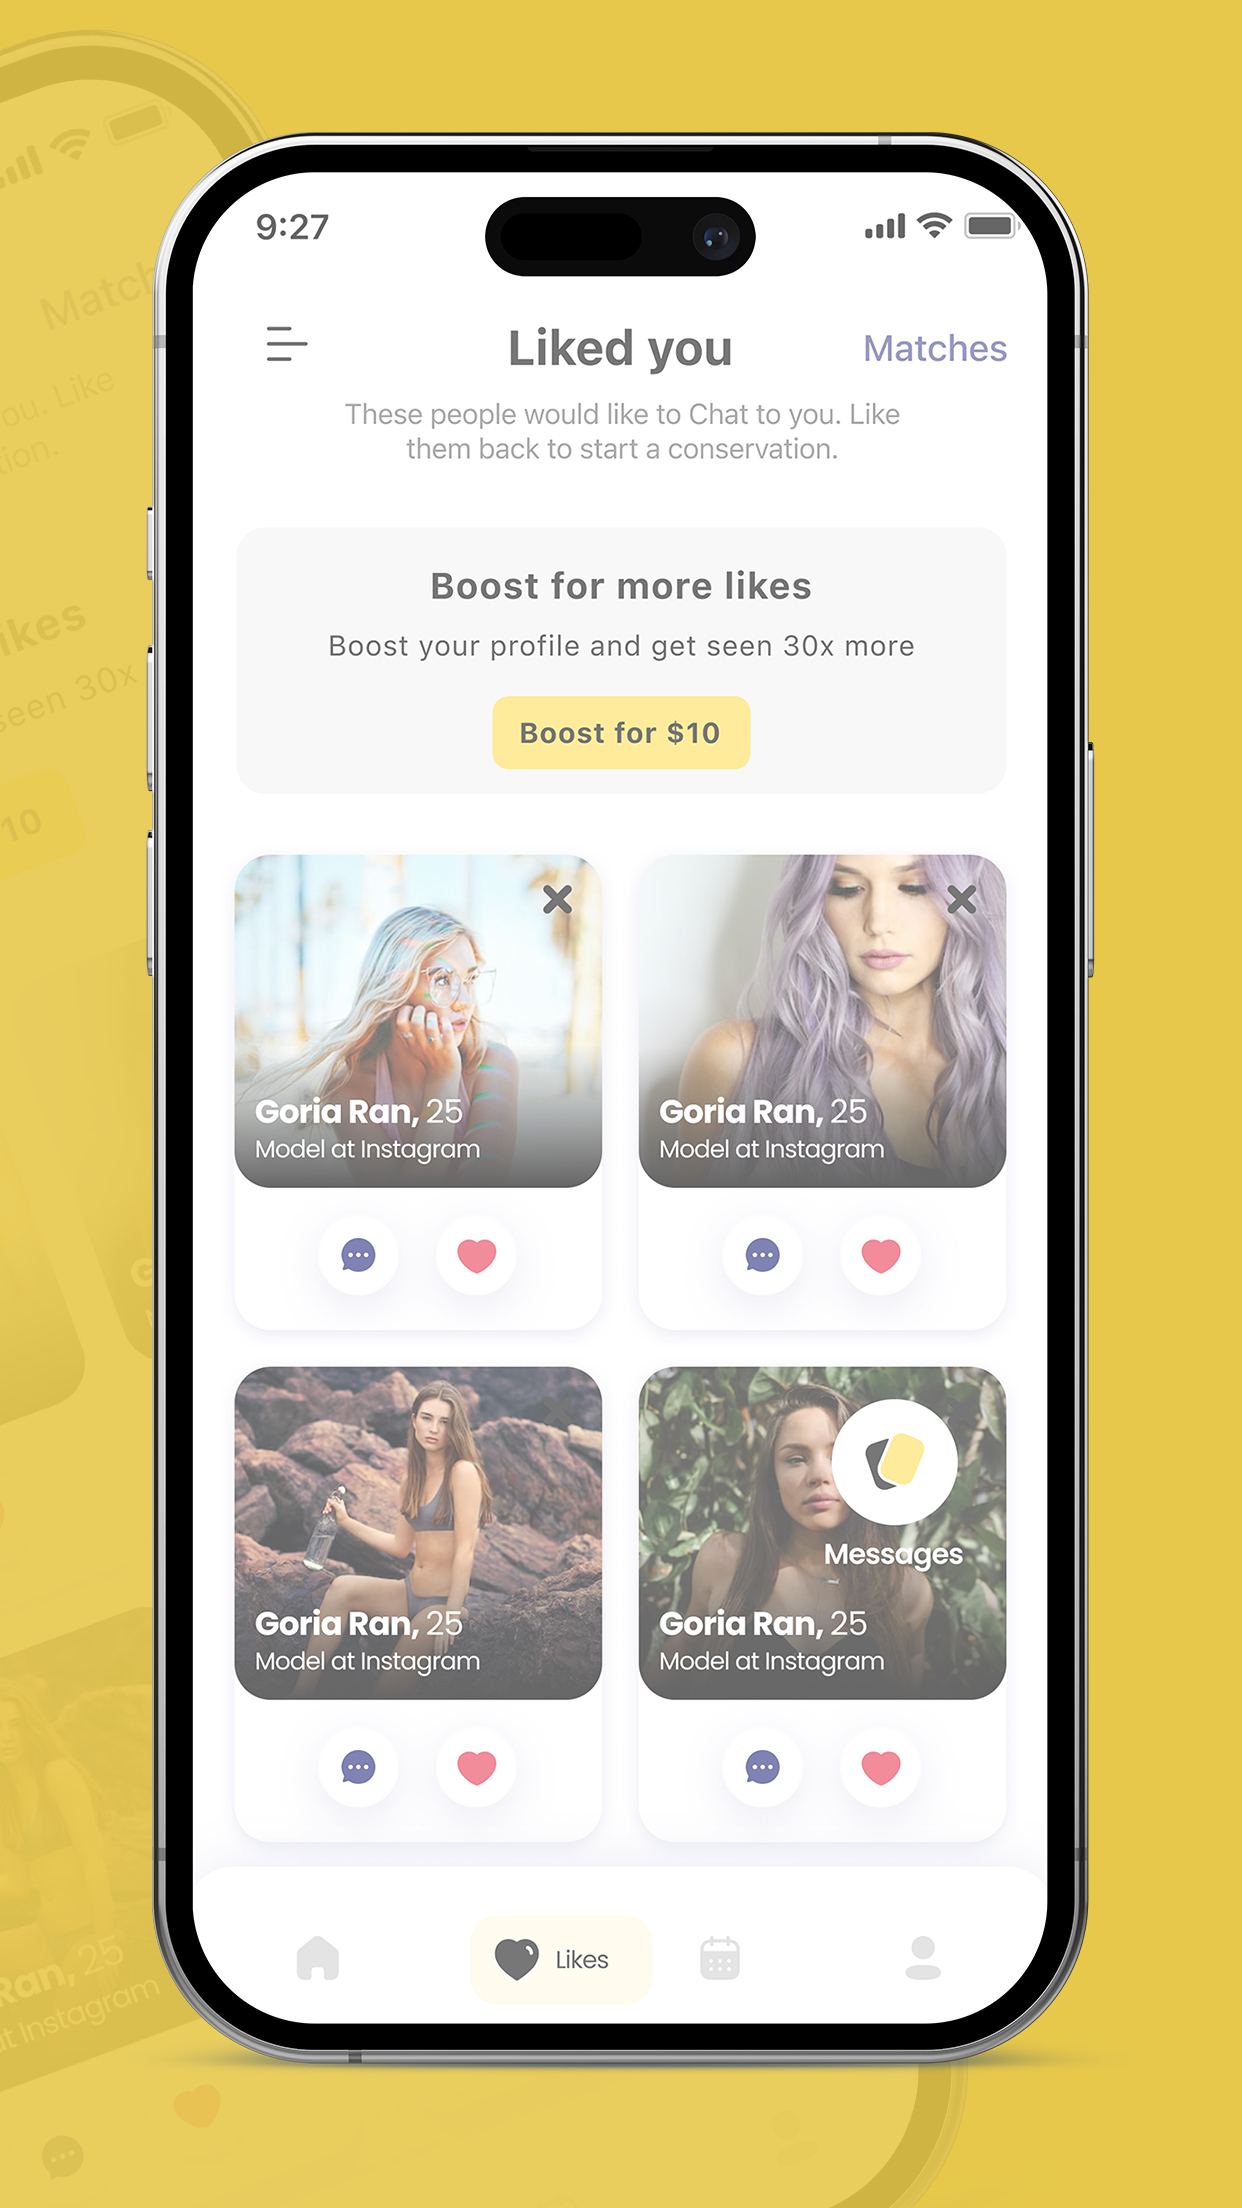 9:27
Liked you
Matches
These people would like to Chat to you. Like
them back to start a conservation.
Boost for more likes
Boost your profile and get seen 30x more
Boost for $10
Goria Ran, 25
Model at Instagram
Goria Ran, 25
Model at Instagram
Messages
Goria Ran, 25
Model at Instagram
Goria Ran, 25
Model at Instagram
Likes
Match
ou. Like
tion.
ikes
seen 30x
10
G
Ran, 25
at Instagram